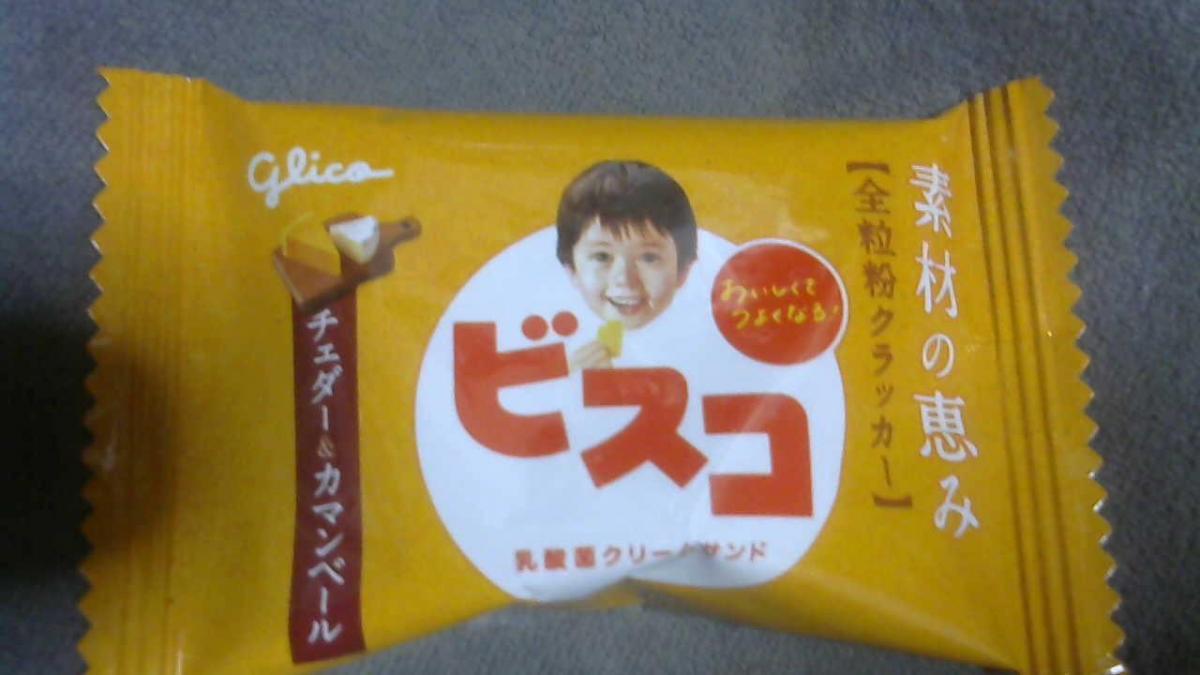 glico
素材の恵み
【全粒粉クラッカー】
おいしくて
つよくなる!
ビスコ
チェダー&カマンベール
乳酸菌クリームサンド